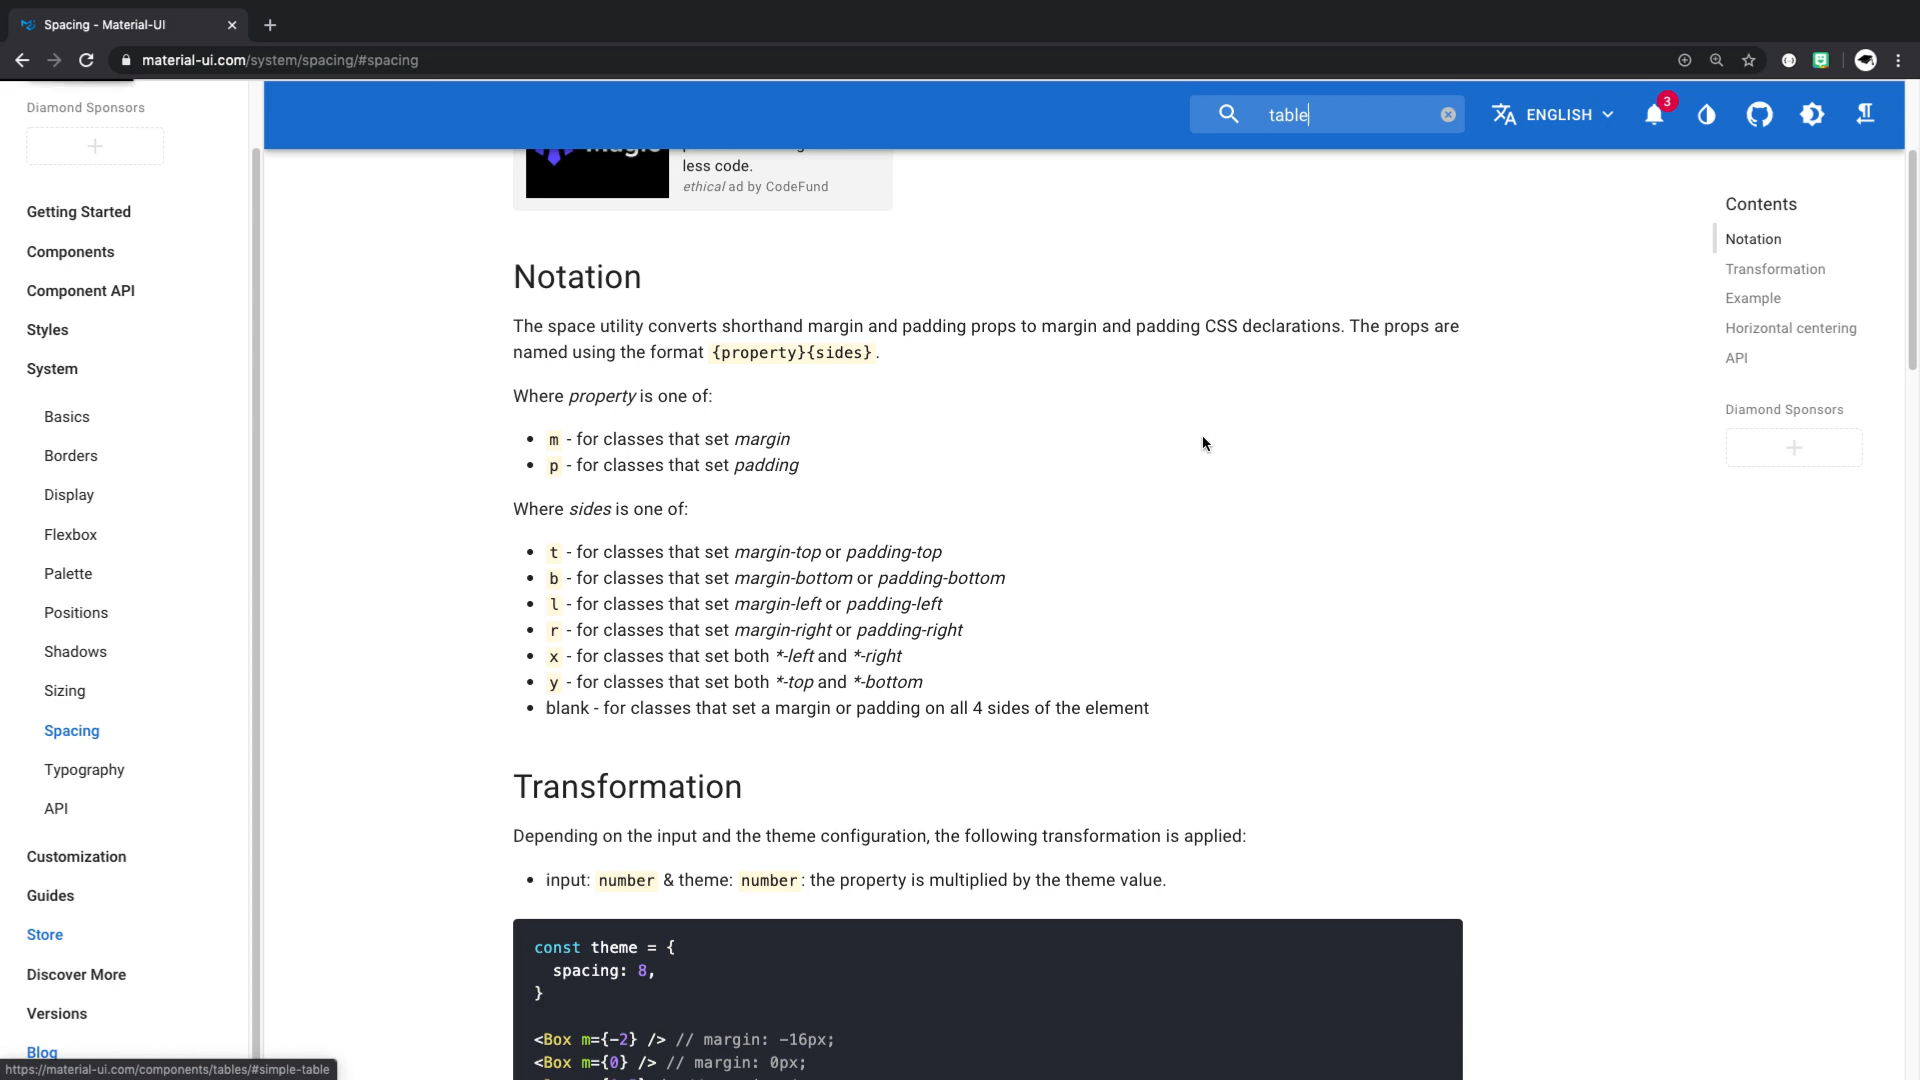 Spacing - Material-UI
material-ui.com/system/spacing/#spacing
Diamond Sponsors
table
ENGLISH
3
less code.
ethical ad by CodeFund
Getting Started
Components
Component API
Styles
System
Basics
Borders
Display
Flexbox
Palette
Positions
Shadows
Sizing
Spacing
Typography
API
Customization
Guides
Store
Discover More
Versions
Blog
Notation
The space utility converts shorthand margin and padding props to margin and padding CSS declarations. The props are
named using the format {property}{sides}.
Where property is one of:
m - for classes that set margin
p - for classes that set padding
Where sides is one of:
t - for classes that set margin-top or padding-top
b - for classes that set margin-bottom or padding-bottom
l - for classes that set margin-left or padding-left
r - for classes that set margin-right or padding-right
x - for classes that set both *-left and *-right
y - for classes that set both *-top and *-bottom
blank - for classes that set a margin or padding on all 4 sides of the element
Transformation
Depending on the input and the theme configuration, the following transformation is applied:
input: number & theme: number: the property is multiplied by the theme value.
const theme = {
spacing: 8,
}
<Box m={-2} /> // margin: -16px;
<Box m={0} /> // margin: 0px;
Contents
Notation
Transformation
Example
Horizontal centering
API
Diamond Sponsors
https://material-ui.com/components/tables/#simple-table